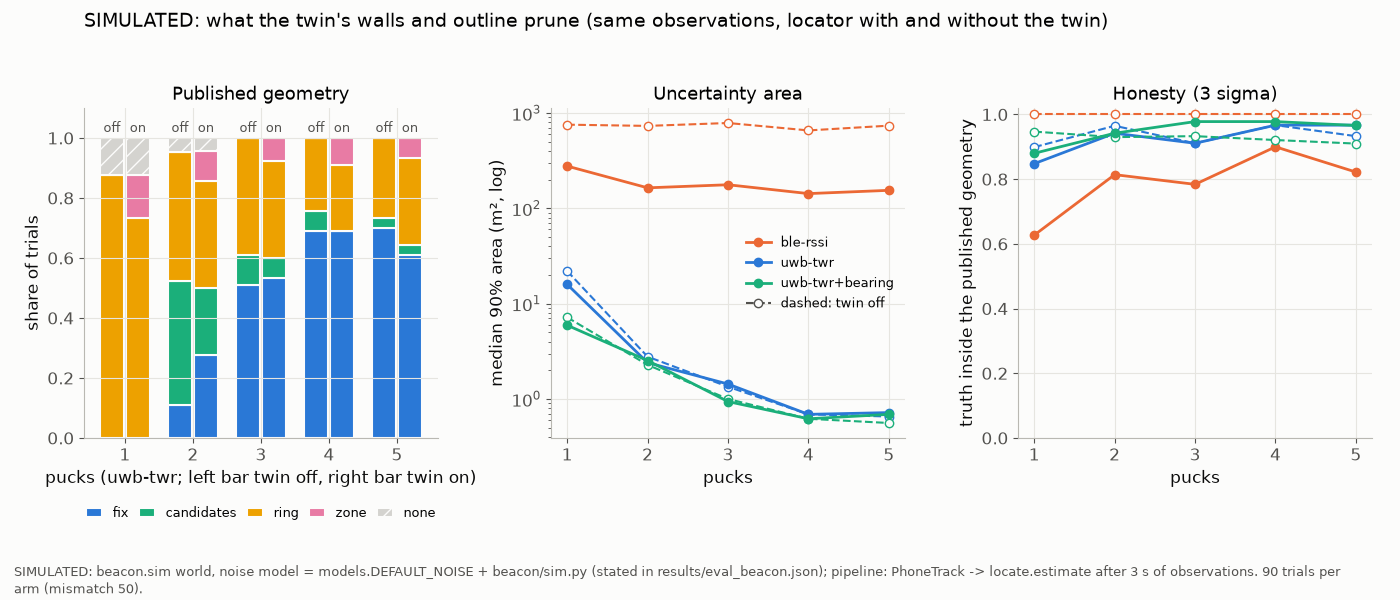 SIMULATED: what the twin's walls and outline prune (same observations, locator with and without the twin)
Published geometry
off on off on off on off on off on
1.0
0.8
0.6
0.4
0.2
0.0
share of trials
1 2 3 4 5
pucks (uwb-twr; left bar twin off, right bar twin on)
fix candidates ring zone none
Uncertainty area
10³
10²
10¹
10⁰
median 90% area (m², log)
ble-rssi
uwb-twr
uwb-twr+bearing
dashed: twin off
1 2 3 4 5
pucks
Honesty (3 sigma)
1.0
0.8
0.6
0.4
0.2
0.0
truth inside the published geometry
1 2 3 4 5
pucks
SIMULATED: beacon.sim world, noise model = models.DEFAULT_NOISE + beacon/sim.py (stated in results/eval_beacon.json); pipeline: PhoneTrack -> locate.estimate after 3 s of observations. 90 trials per
arm (mismatch 50).